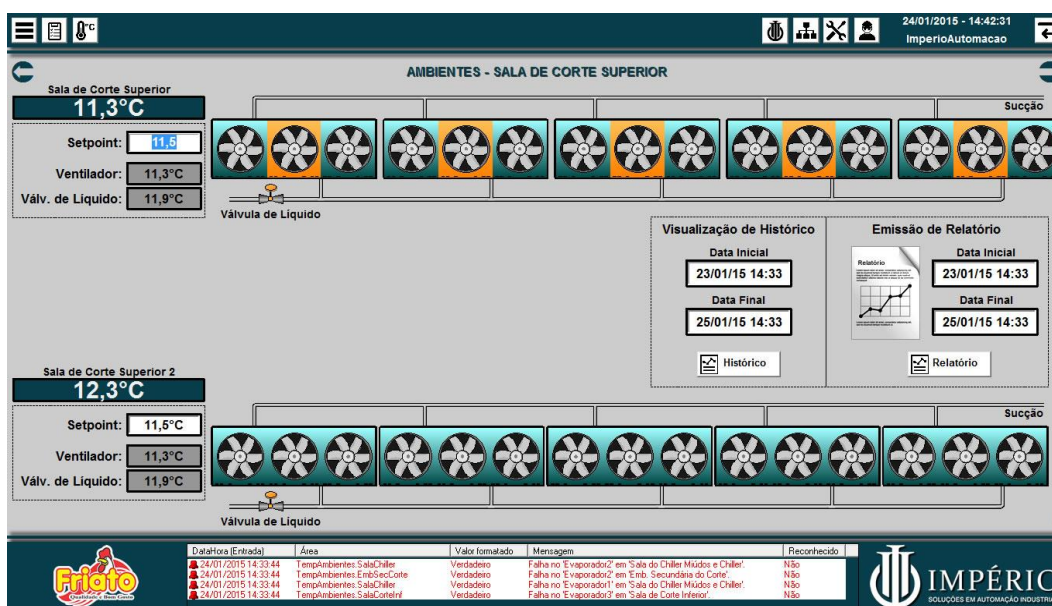 °C
24/01/2015 - 14:42:31
ImperioAutomacao
AMBIENTES - SALA DE CORTE SUPERIOR
Sala de Corte Superior
11,3°C
Sucção
Setpoint: 11,5
Ventilador: 11,3°C
Válv. de Liquido: 11,9°C
Válvula de Líquido
Visualização de Histórico
Data Inicial
23/01/15 14:33
Data Final
25/01/15 14:33
Histórico
Emissão de Relatório
Relatório
Data Inicial
23/01/15 14:33
Data Final
25/01/15 14:33
Relatório
Sala de Corte Superior 2
12,3°C
Sucção
Setpoint: 11,5°C
Ventilador: 11,3°C
Válv. de Liquido: 11,9°C
Válvula de Líquido
Friato
Qualidade e Bom Gosto
DataHora (Entrada) Área Valor formatado Mensagem Reconhecido
24/01/2015 14:33:44 TempAmbientes.SalaChiller Verdadeiro Falha no 'Evaporador2' em 'Sala do Chiller Miúdos e Chiller'. Não
24/01/2015 14:33:44 TempAmbientes.EmbSecCorte Verdadeiro Falha no 'Evaporador2' em 'Emb. Secundária do Corte'. Não
24/01/2015 14:33:44 TempAmbientes.SalaChiller Verdadeiro Falha no 'Evaporador1' em 'Sala do Chiller Miúdos e Chiller'. Não
24/01/2015 14:33:44 TempAmbientes.SalaCorteInf Verdadeiro Falha no 'Evaporador3' em 'Sala de Corte Inferior'. Não
IMPÉRIO
SOLUÇÕES EM AUTOMAÇÃO INDUSTRIA